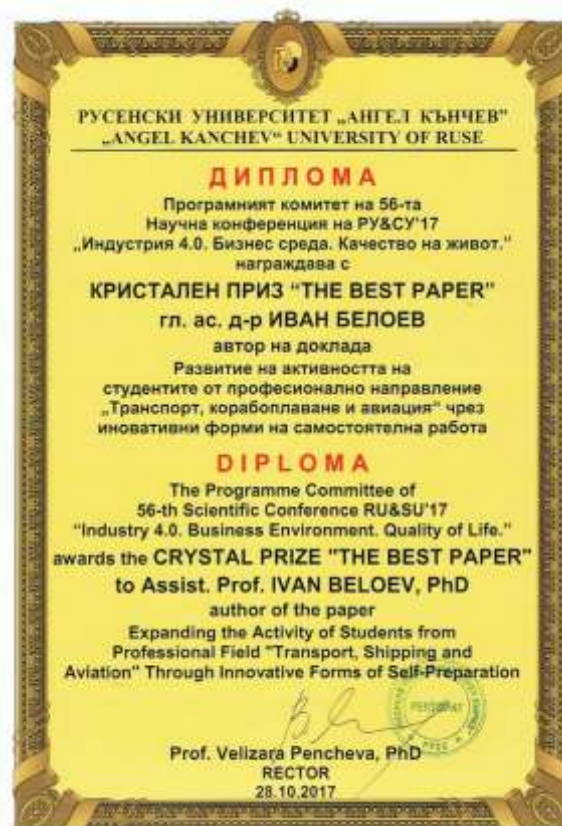 РУСЕНСКИ УНИВЕРСИТЕТ „АНГЕЛ КЪНЧЕВ”
„ANGEL KANCHEV“ UNIVERSITY OF RUSE
ДИПЛОМА
Програмният комитет на 56-та
Научна конференция на РУ&СУ'17
„Индустрия 4.0. Бизнес среда. Качество на живот.”
награждава с
КРИСТАЛЕН ПРИЗ “THE BEST PAPER”
гл. ас. д-р ИВАН БЕЛОЕВ
автор на доклада
Развитие на активността на
студентите от професионално направление
„Транспорт, корабоплаване и авиация“ чрез
иновативни форми на самостоятелна работа
DIPLOMA
The Programme Committee of
56-th Scientific Conference RU&SU'17
"Industry 4.0. Business Environment. Quality of Life."
awards the CRYSTAL PRIZE "THE BEST PAPER"
to Assist. Prof. IVAN BELOEV, PhD
author of the paper
Expanding the Activity of Students from
Professional Field "Transport, Shipping and
Aviation" Through Innovative Forms of Self-Preparation
РЕКТОРАТ
Prof. Velizara Pencheva, PhD
RECTOR
28.10.2017